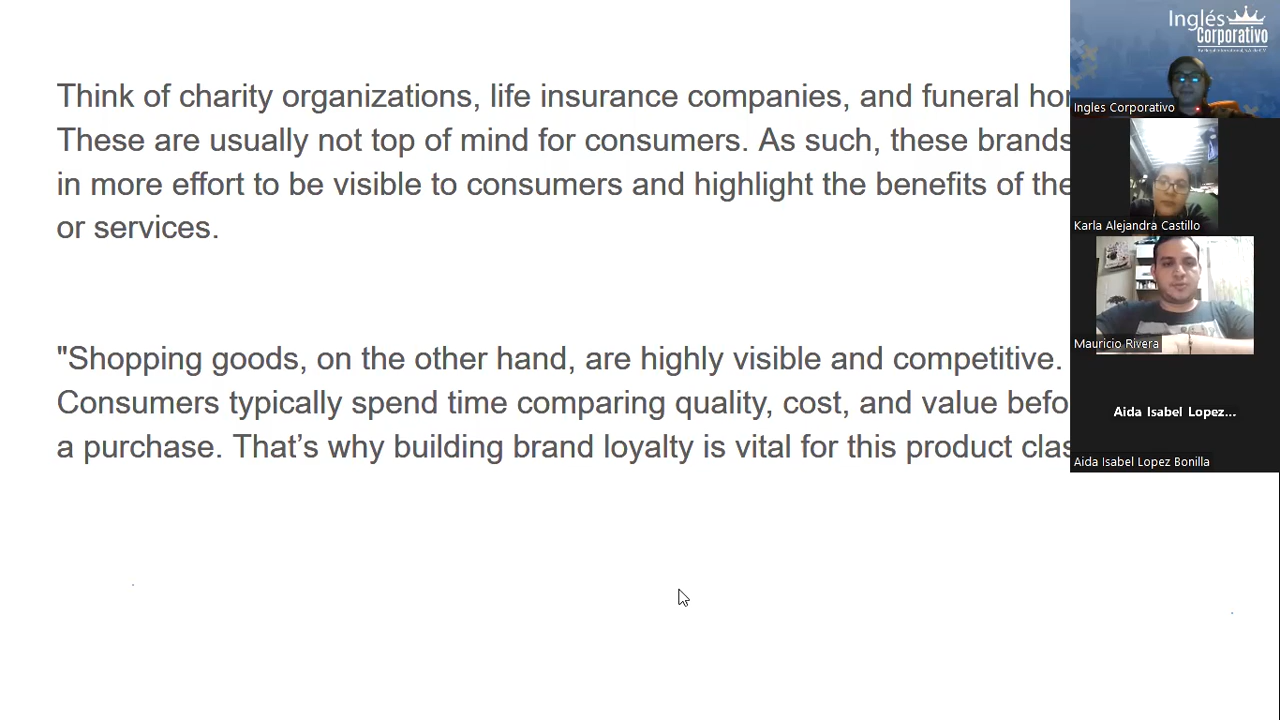 Think of charity organizations, life insurance companies, and funeral
These are usually not top of mind for consumers. As such, these brands
in more effort to be visible to consumers and highlight the benefits of
or services.
"Shopping goods, on the other hand, are highly visible and competitive.
Consumers typically spend time comparing quality, cost, and value
a purchase. That's why building brand loyalty is vital for this product
Inglés
Corporativo
Ingles Corporativo
Karla Alejandra Castillo
Mauricio Rivera
Aida Isabel Lopez...
Aida Isabel Lopez Bonilla